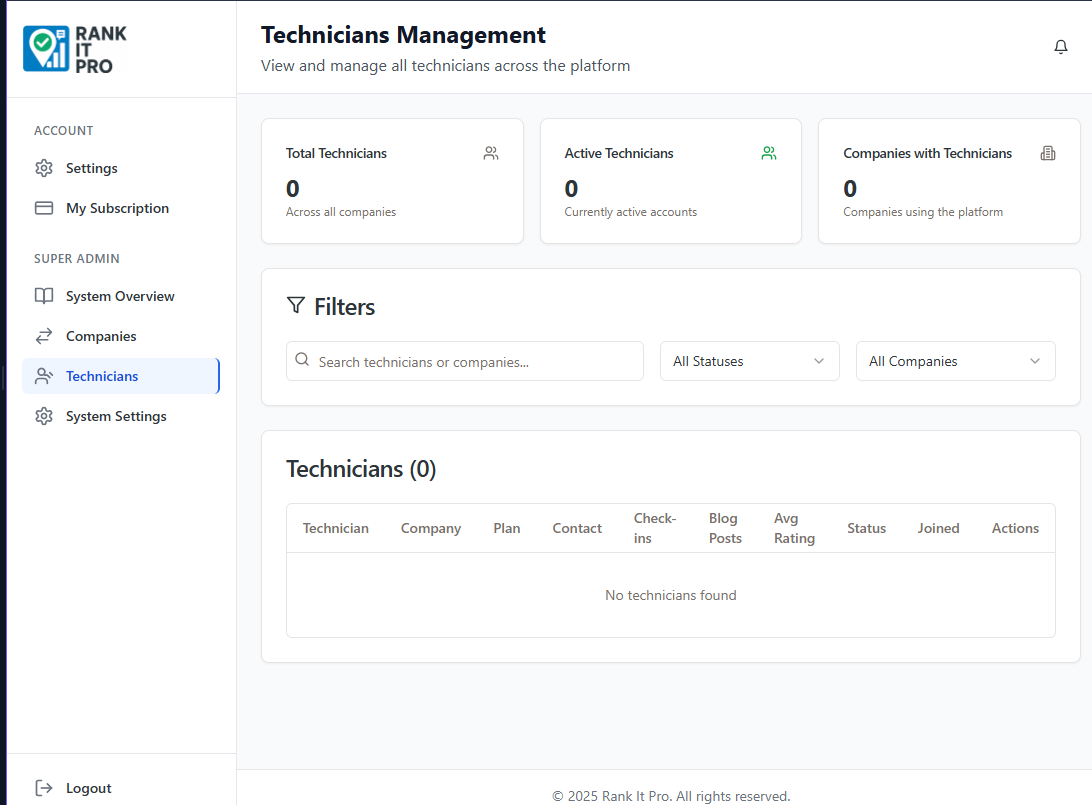 RANK
IT
PRO
ACCOUNT
Settings
My Subscription
SUPER ADMIN
System Overview
Companies
Technicians
System Settings
Logout
Technicians Management
View and manage all technicians across the platform
Total Technicians
0
Across all companies
Active Technicians
0
Currently active accounts
Companies with Technicians
0
Companies using the platform
Filters
Search technicians or companies...
All Statuses
All Companies
Technicians (0)
Technician Company Plan Contact Check-ins Blog Posts Avg Rating Status Joined Actions
No technicians found
© 2025 Rank It Pro. All rights reserved.